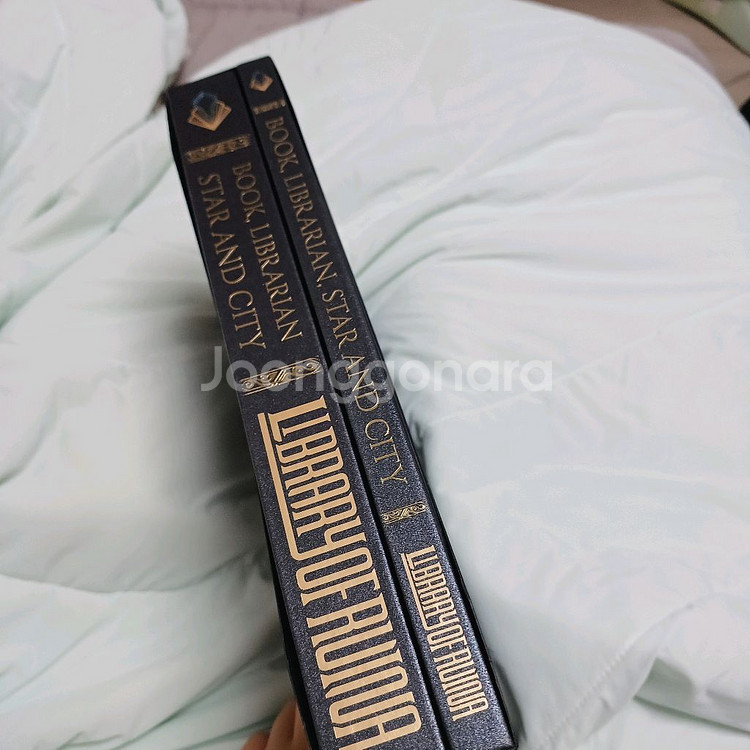 BOOK, LIBRARIAN
STAR AND CITY
LIBRARY OF RUINA
BOOK, LIBRARIAN, STAR AND CITY
LIBRARY OF RUINA
Joonggonara